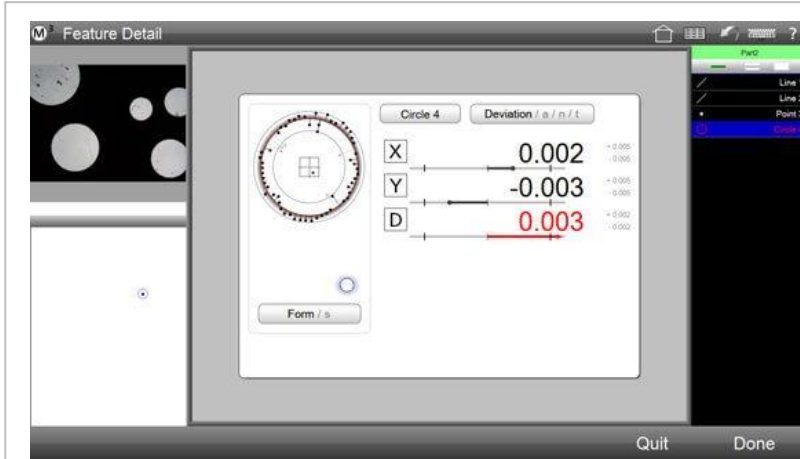 M3 Feature Detail
?
Part2
Line
Line
Point
Circle 4
Deviation / a / n / t
X 0.002 + 0.005
- 0.005
Y -0.003 + 0.005
- 0.005
D 0.003 + 0.002
- 0.002
Form / s
Quit Done